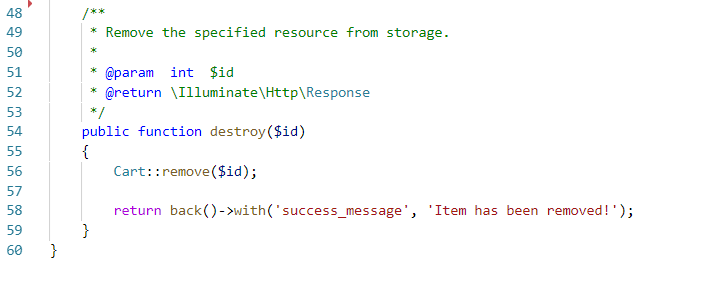 48 /**
49 * Remove the specified resource from storage.
50 *
51 * @param  int  $id
52 * @return \Illuminate\Http\Response
53 */
54 public function destroy($id)
55 {
56 Cart::remove($id);
57
58 return back()->with('success_message', 'Item has been removed!');
59 }
60 }